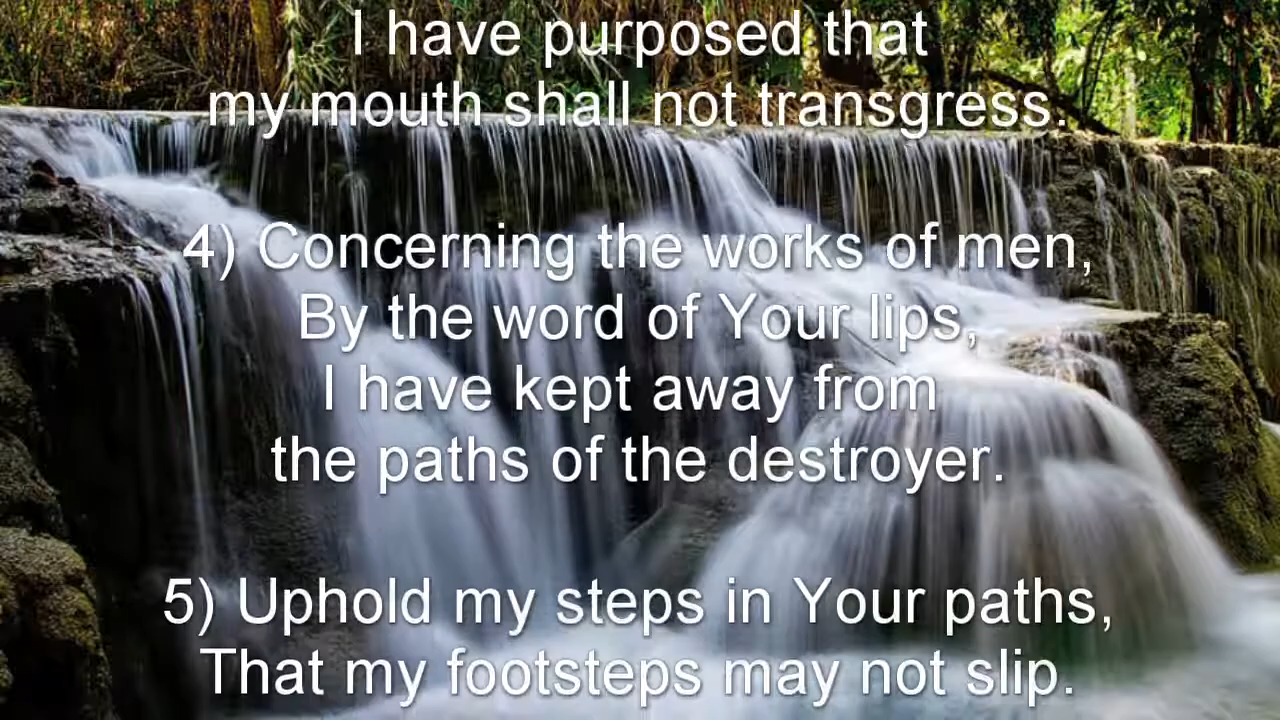 I have purposed that
my mouth shall not transgress.
4) Concerning the works of men,
By the word of Your lips,
I have kept away from
the paths of the destroyer.
5) Uphold my steps in Your paths,
That my footsteps may not slip.